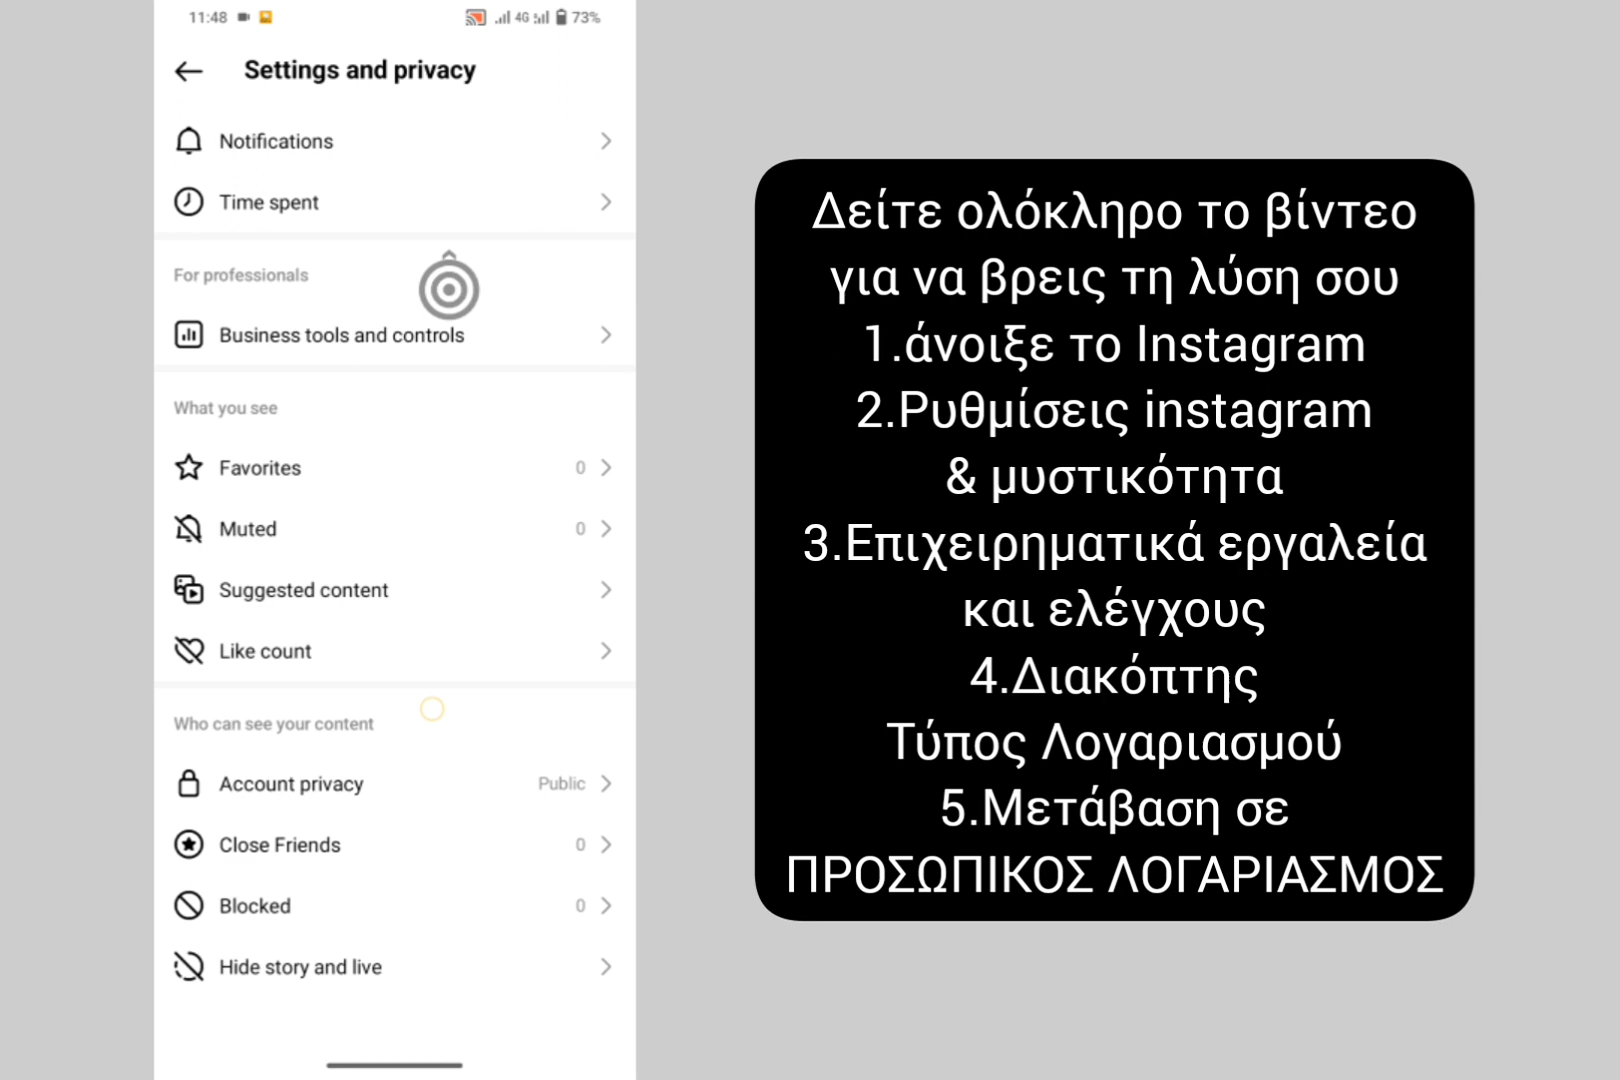 11:48
4G
73%
Settings and privacy
Notifications
Time spent
For professionals
Business tools and controls
What you see
Favorites 0
Muted 0
Suggested content
Like count
Who can see your content
Account privacy Public
Close Friends 0
Blocked 0
Hide story and live
Δείτε ολόκληρο το βίντεο
για να βρεις τη λύση σου
1.άνοιξε το Instagram
2.Ρυθμίσεις instagram
& μυστικότητα
3.Επιχειρηματικά εργαλεία
και ελέγχους
4.Διακόπτης
Τύπος Λογαριασμού
5.Μετάβαση σε
ΠΡΟΣΩΠΙΚΟΣ ΛΟΓΑΡΙΑΣΜΟΣ